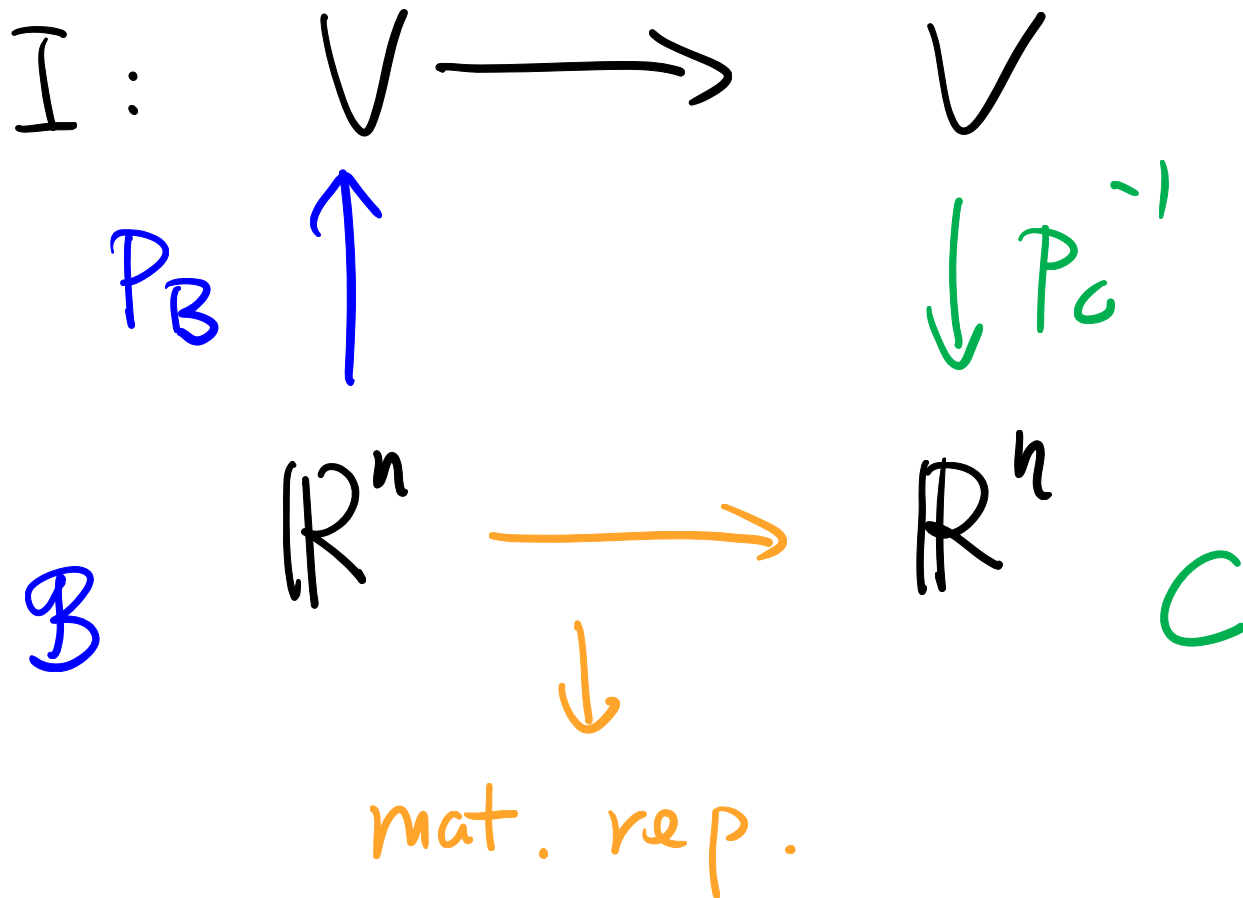 I : V → V
P_B P_C^{-1}
ℝ^n → ℝ^n
B C
mat. rep.